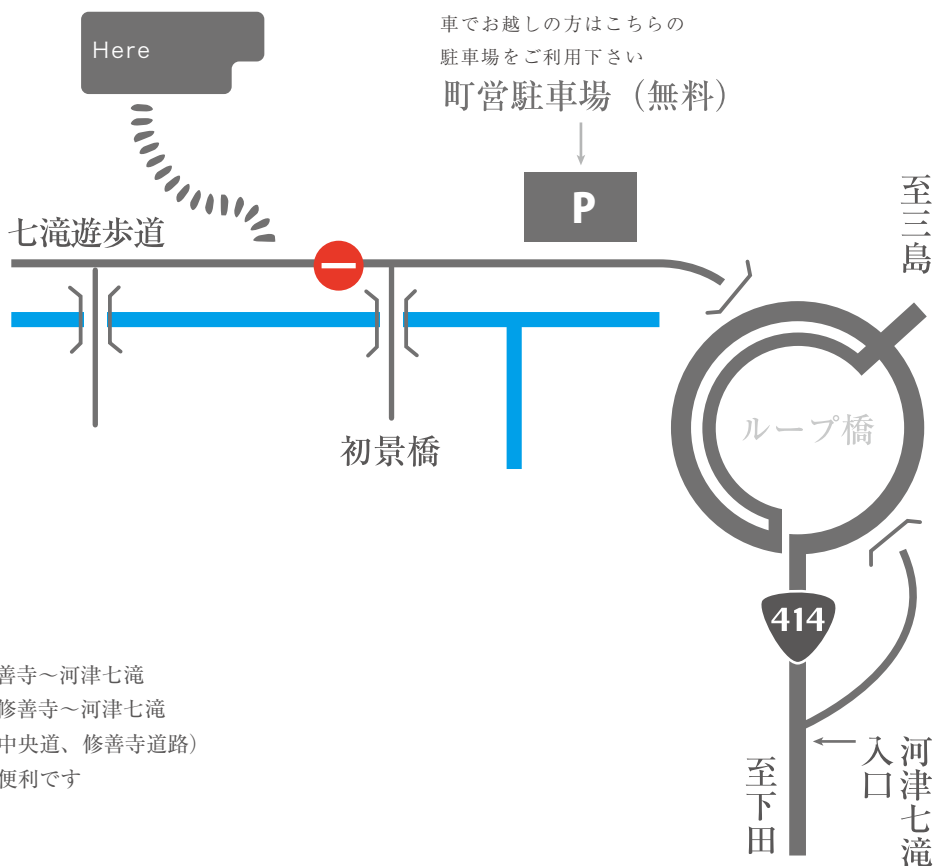 Here
車でお越しの方はこちらの
駐車場をご利用下さい
町営駐車場（無料）
P
至三島
七滝遊歩道
ループ橋
初景橋
414
善寺〜河津七滝
修善寺〜河津七滝
中央道、修善寺道路）
便利です
河津七滝
入口
至下田